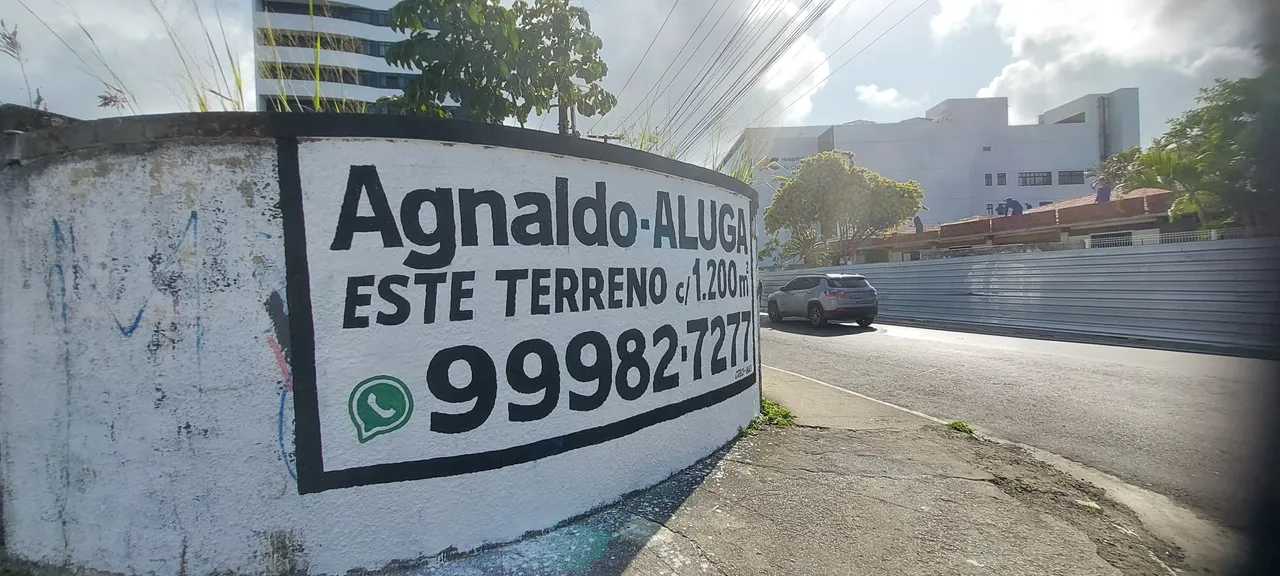 Agnaldo-ALUGA
ESTE TERRENO c/1.200m²
99982-7277